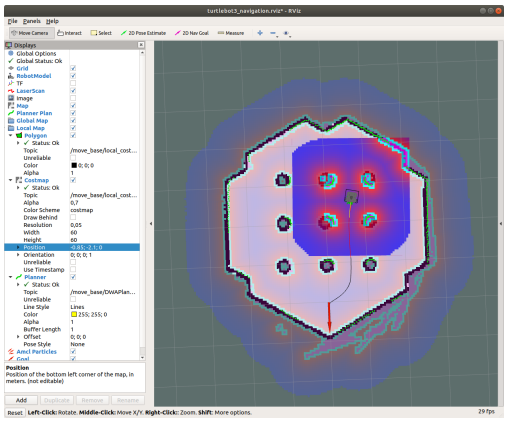 turtlebot3_navigation.rviz* - RViz
File Panels Help
Move Camera Interact Select 2D Pose Estimate 2D Nav Goal Measure
Displays
Global Options
Global Status: Ok
Grid
RobotModel
TF
LaserScan
Image
Map
Planner Plan
Global Map
Local Map
Polygon
Status: Ok
Topic /move_base/local_cost...
Unreliable
Color 0; 0; 0
Alpha 1
Costmap
Status: Ok
Topic /move_base/local_cost...
Alpha 0,7
Color Scheme costmap
Draw Behind
Resolution 0,05
Width 60
Height 60
Position -0.85; -2.1; 0
Orientation 0; 0; 0; 1
Unreliable
Use Timestamp
Planner
Status: Ok
Topic /move_base/DWAPlan...
Unreliable
Line Style Lines
Color 255; 255; 0
Alpha 1
Buffer Length 1
Offset 0; 0; 0
Pose Style None
Amcl Particles
Goal
Position
Position of the bottom left corner of the map, in
meters. (not editable)
Add Duplicate Remove Rename
Reset Left-Click: Rotate. Middle-Click: Move X/Y. Right-Click:: Zoom. Shift: More options. 29 fps